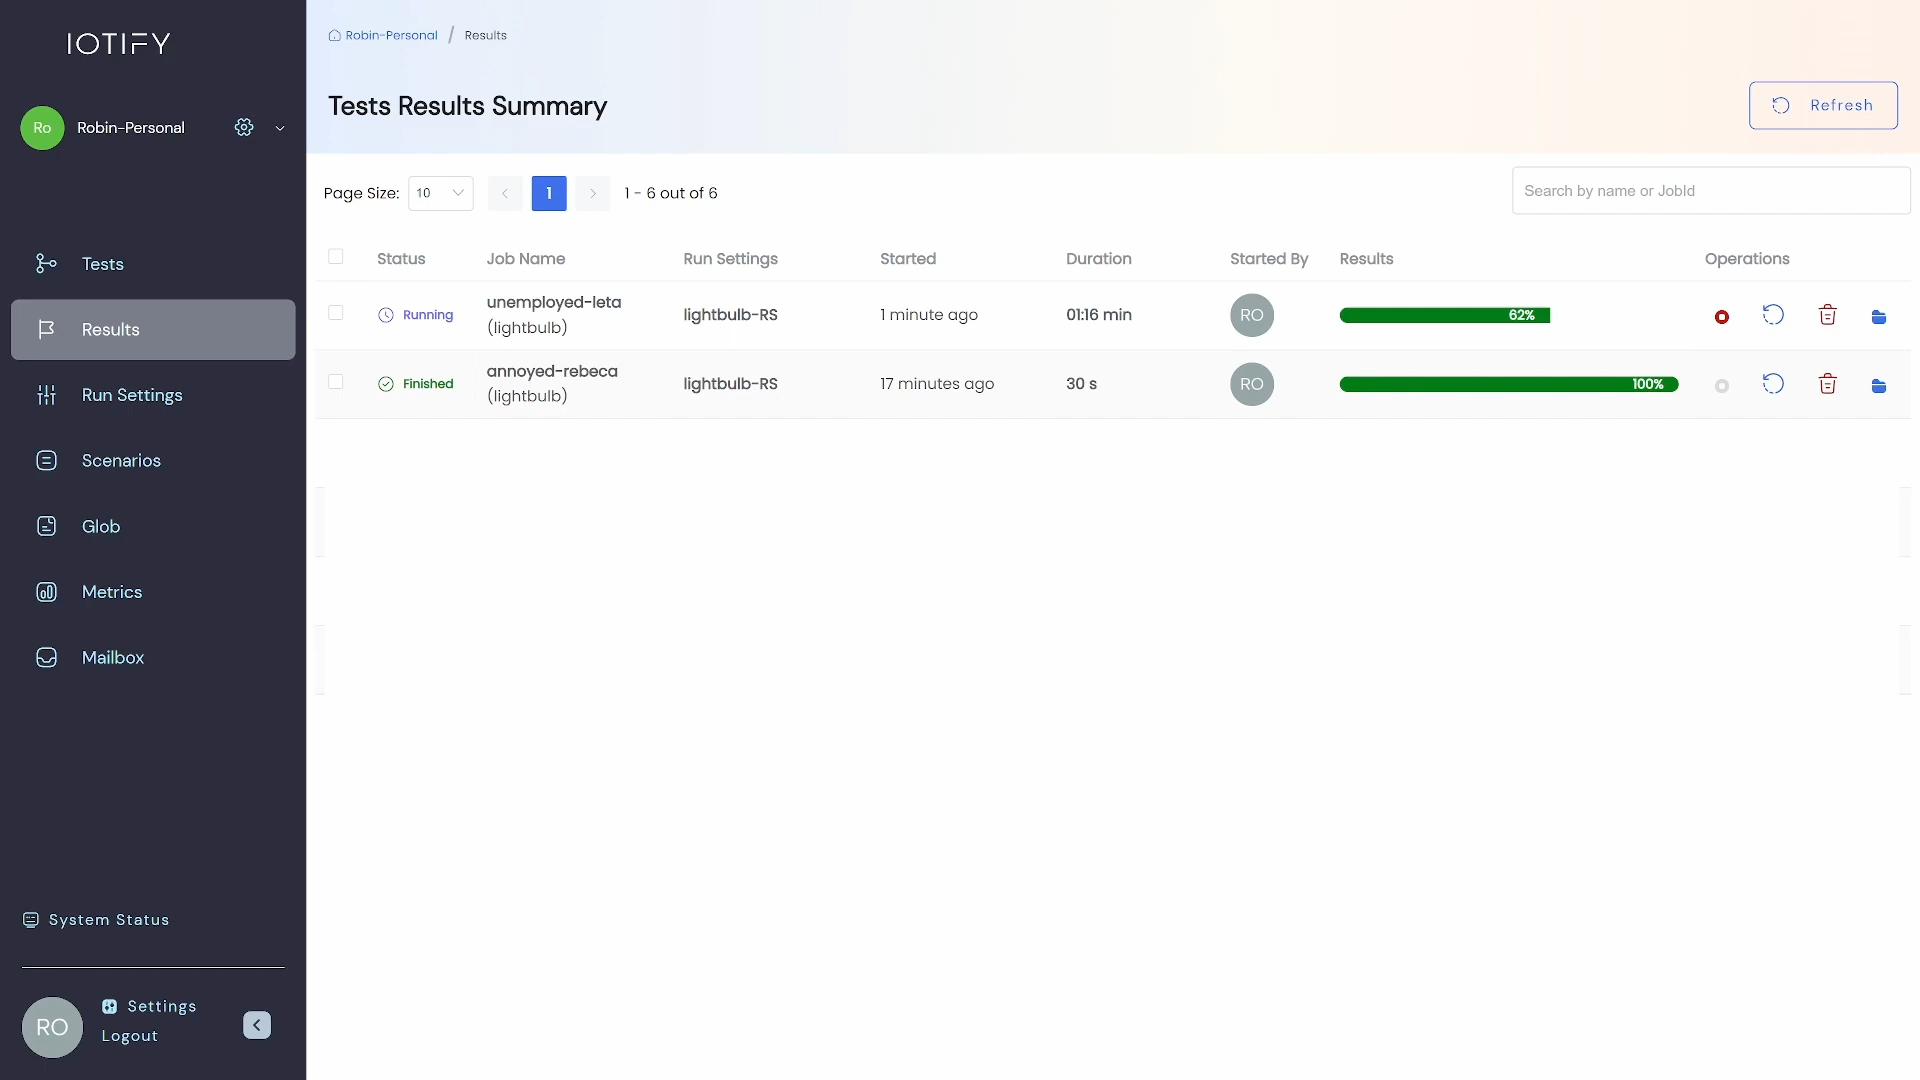 IOTIFY
Robin-Personal / Results
Ro Robin-Personal
Tests Results Summary
Refresh
Page Size: 10 1 1 - 6 out of 6
Search by name or JobId
Status Job Name Run Settings Started Duration Started By Results Operations
Running unemployed-leta (lightbulb) lightbulb-RS 1 minute ago 01:16 min RO 62%
Finished annoyed-rebeca (lightbulb) lightbulb-RS 17 minutes ago 30 s RO 100%
Tests
Results
Run Settings
Scenarios
Glob
Metrics
Mailbox
System Status
RO Settings
Logout